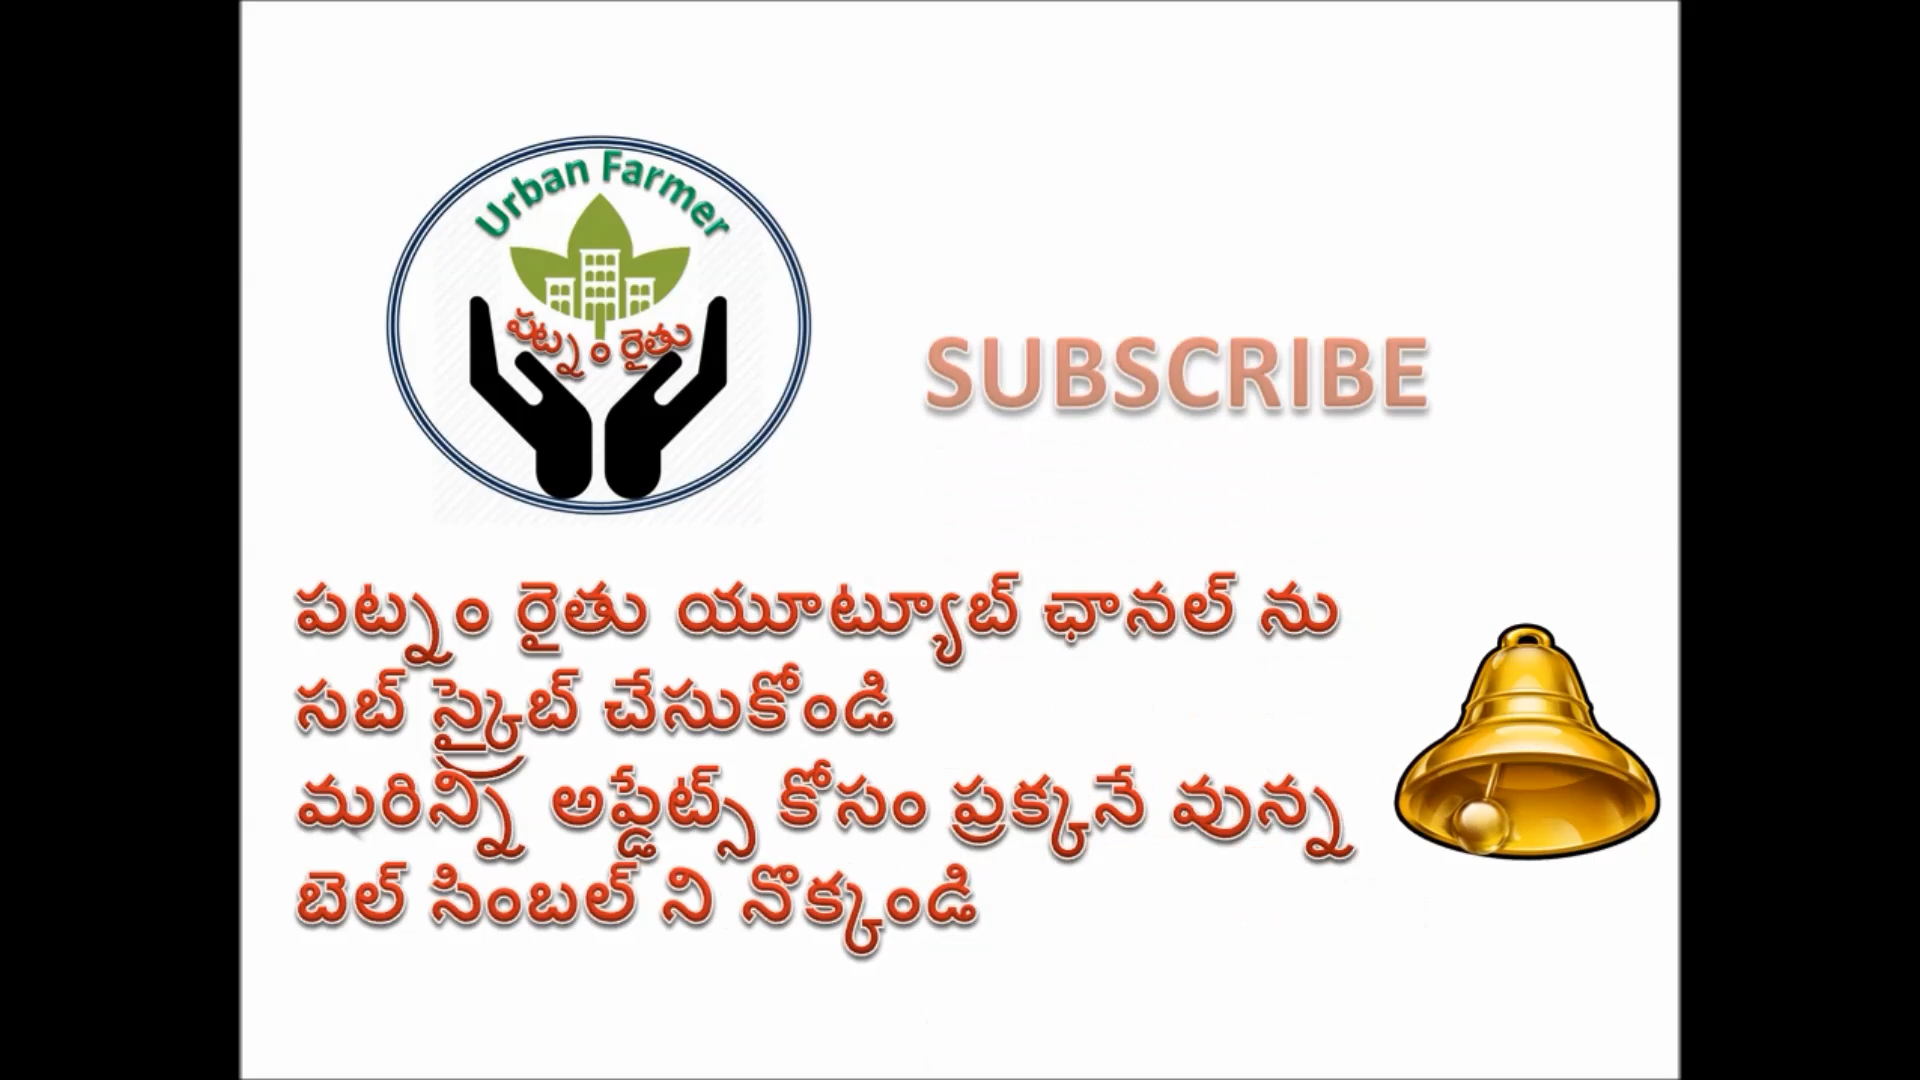 Urban Farmer
పట్నం రైతు
SUBSCRIBE
పట్నం రైతు యూట్యూబ్ ఛానల్ ను
సబ్ స్క్రైబ్ చేసుకోండి
మరిన్ని అప్డేట్స్ కోసం ప్రక్కనే వున్న
బెల్ సింబల్ ని నొక్కండి